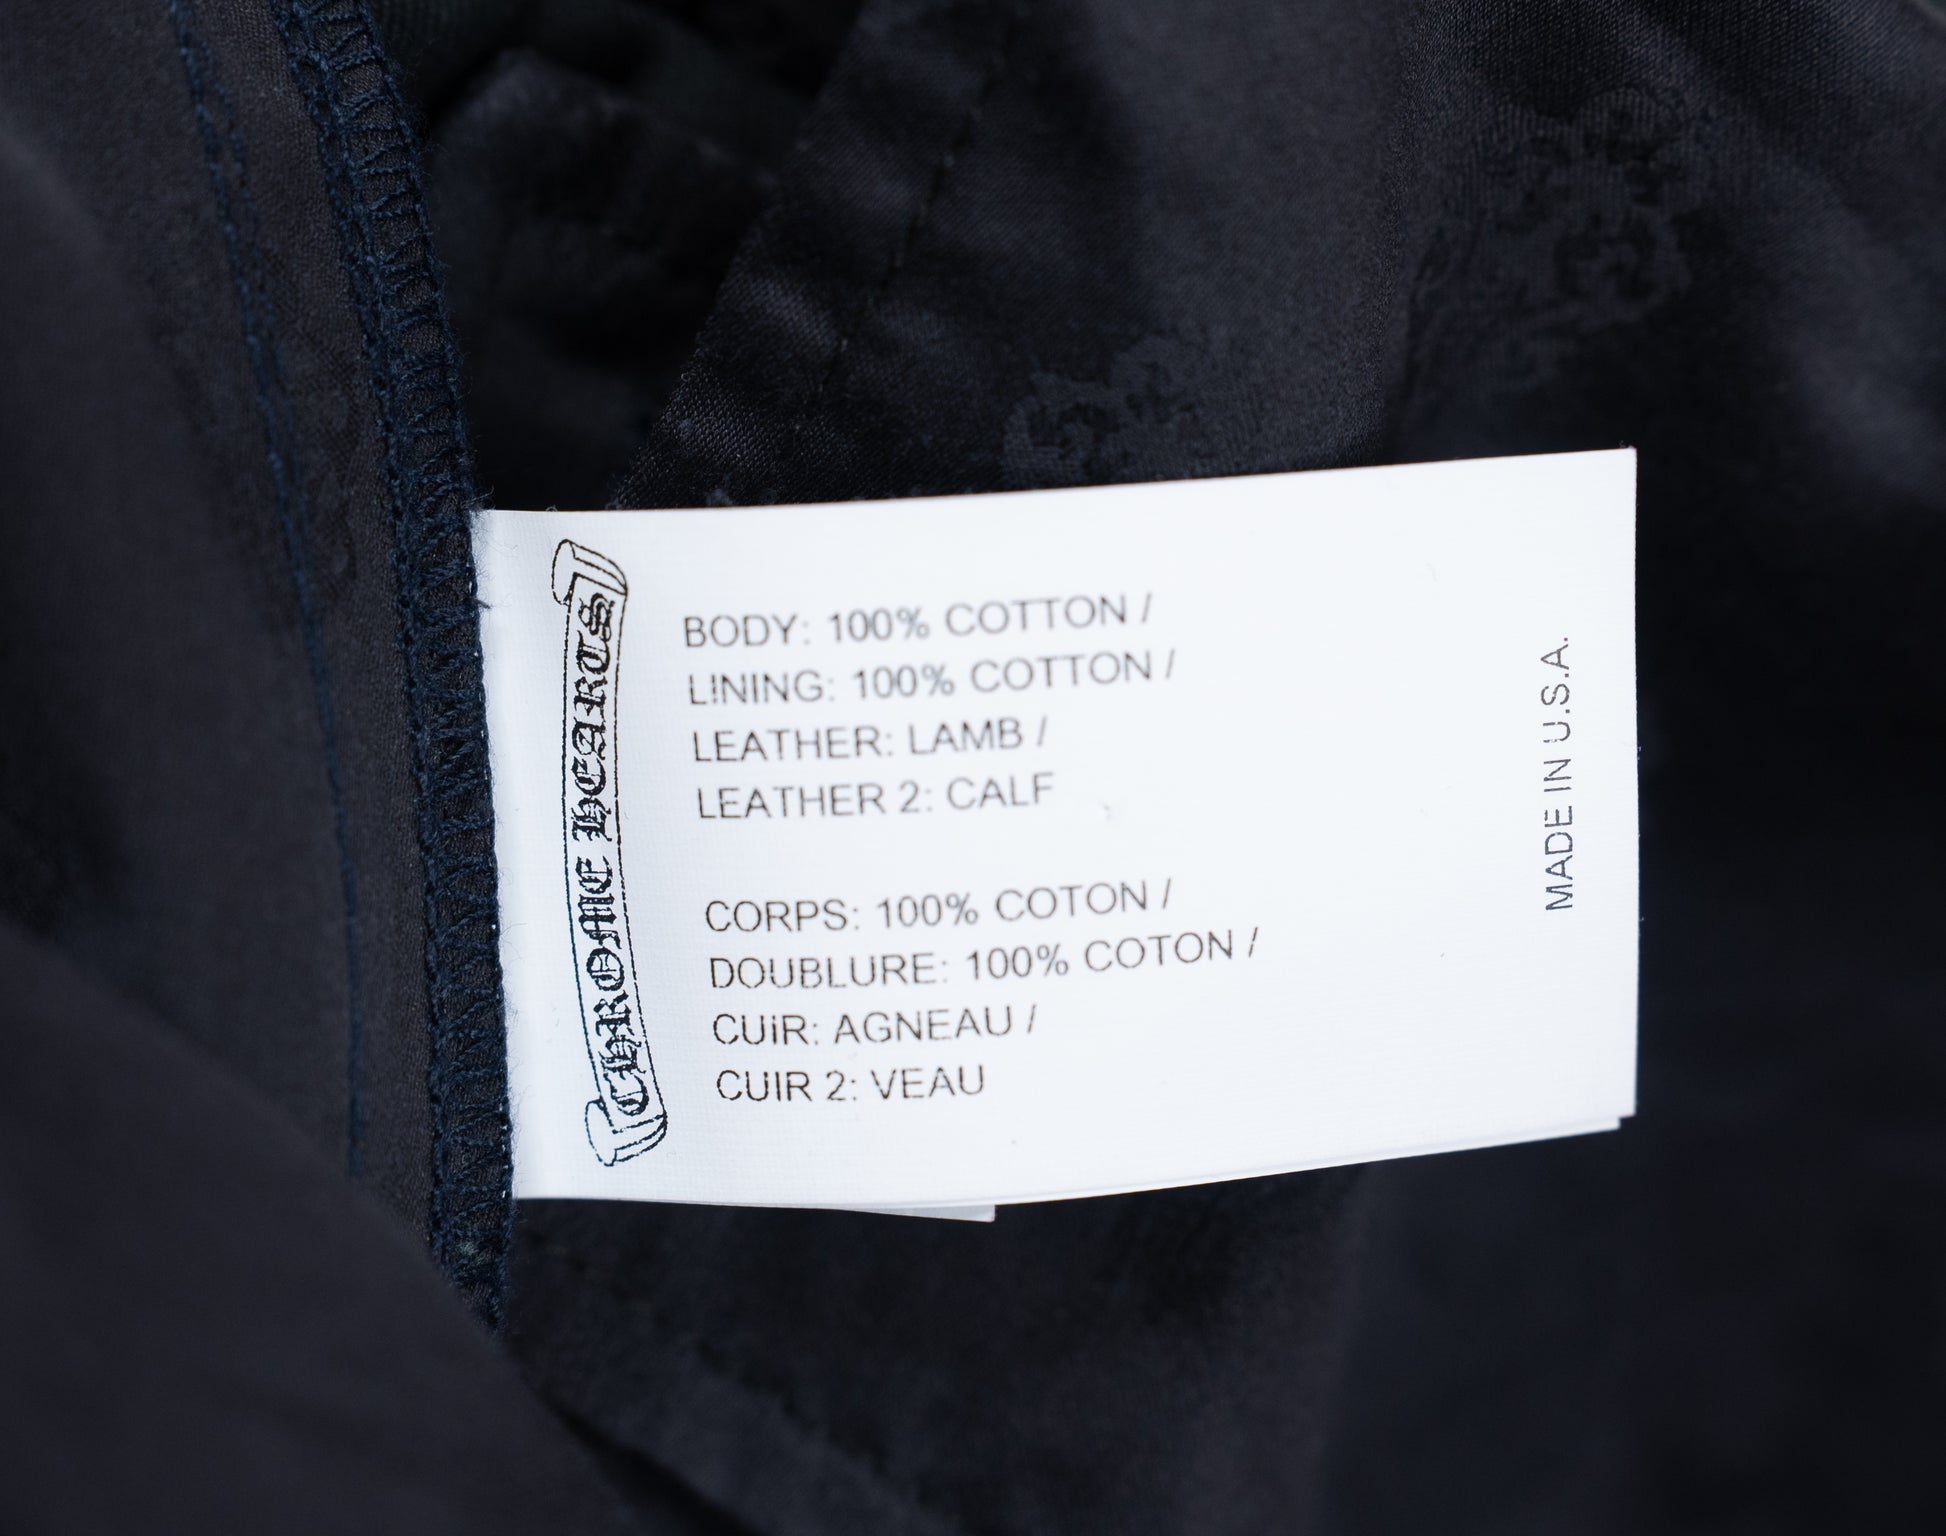 CHROME HEARTS
BODY: 100% COTTON /
LINING: 100% COTTON /
LEATHER: LAMB /
LEATHER 2: CALF
CORPS: 100% COTON /
DOUBLURE: 100% COTON /
CUIR: AGNEAU /
CUIR 2: VEAU
MADE IN U.S.A.